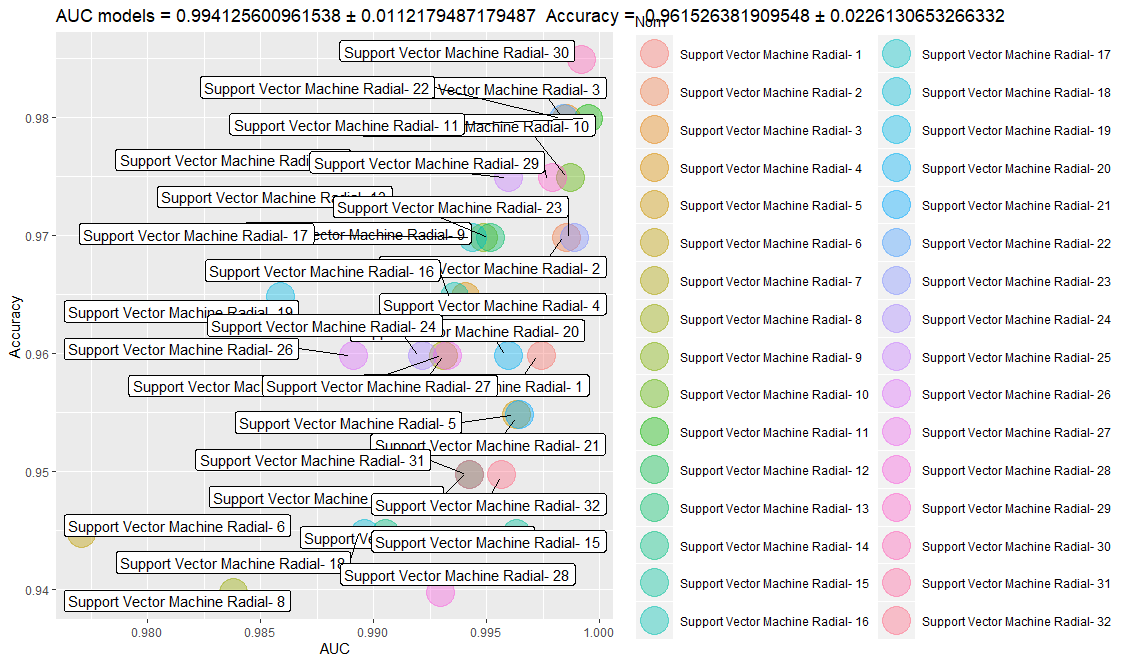 AUC models = 0.994125600961538 ± 0.0112179487179487 Accuracy = 0.961526381909548 ± 0.0226130653266332
Nom
Support Vector Machine Radial- 30
Support Vector Machine Radial- 22
Vector Machine Radial- 3
Support Vector Machine Radial- 11
Machine Radial- 10
Support Vector Machine
Support Vector Machine Radial- 29
Support Vector Machine Radial-
Support Vector Machine Radial- 23
Support Vector Machine Radial- 17
Machine Radial- 9
Support Vector Machine Radial- 16
Vector Machine Radial- 2
Support Vector Machine Radial- 19
Support Vector Machine Radial- 4
Support Vector Machine Radial- 24
Machine Radial- 20
Support Vector Machine Radial- 26
Support Vector
Support Vector Machine Radial- 27
Radial- 1
Support Vector Machine Radial- 5
Support Vector Machine Radial- 21
Support Vector Machine Radial- 31
Support Vector Machine
Support Vector Machine Radial- 32
Support Vector Machine Radial- 6
Support
Support Vector Machine Radial- 15
Support Vector Machine Radial- 18
Support Vector Machine Radial- 28
Support Vector Machine Radial- 8
0.98
0.97
0.96
0.95
0.94
Accuracy
0.980
0.985
0.990
0.995
1.000
AUC
Support Vector Machine Radial- 1
Support Vector Machine Radial- 2
Support Vector Machine Radial- 3
Support Vector Machine Radial- 4
Support Vector Machine Radial- 5
Support Vector Machine Radial- 6
Support Vector Machine Radial- 7
Support Vector Machine Radial- 8
Support Vector Machine Radial- 9
Support Vector Machine Radial- 10
Support Vector Machine Radial- 11
Support Vector Machine Radial- 12
Support Vector Machine Radial- 13
Support Vector Machine Radial- 14
Support Vector Machine Radial- 15
Support Vector Machine Radial- 16
Support Vector Machine Radial- 17
Support Vector Machine Radial- 18
Support Vector Machine Radial- 19
Support Vector Machine Radial- 20
Support Vector Machine Radial- 21
Support Vector Machine Radial- 22
Support Vector Machine Radial- 23
Support Vector Machine Radial- 24
Support Vector Machine Radial- 25
Support Vector Machine Radial- 26
Support Vector Machine Radial- 27
Support Vector Machine Radial- 28
Support Vector Machine Radial- 29
Support Vector Machine Radial- 30
Support Vector Machine Radial- 31
Support Vector Machine Radial- 32